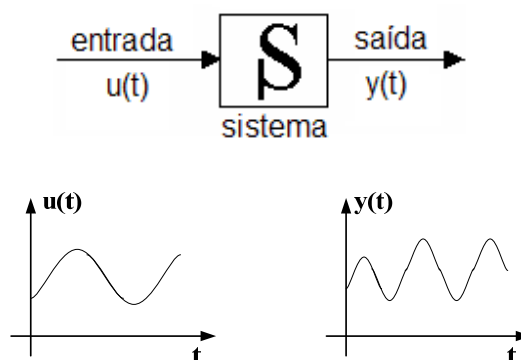 entrada saída
u(t) S y(t)
sistema
u(t) y(t)
t t